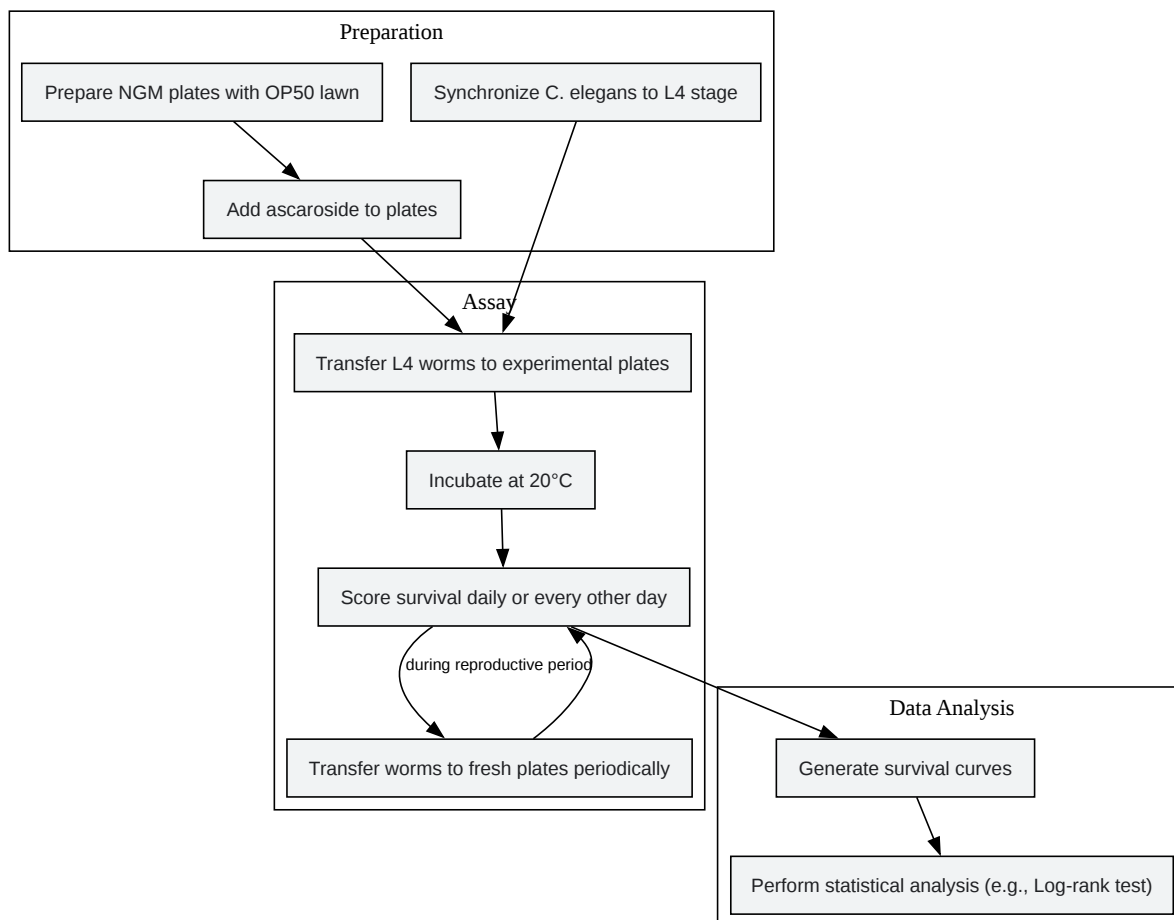 Preparation
Prepare NGM plates with OP50 lawn
Synchronize C. elegans to L4 stage
Add ascaroside to plates
Assay
Transfer L4 worms to experimental plates
Incubate at 20°C
Score survival daily or every other day
during reproductive period
Transfer worms to fresh plates periodically
Data Analysis
Generate survival curves
Perform statistical analysis (e.g., Log-rank test)